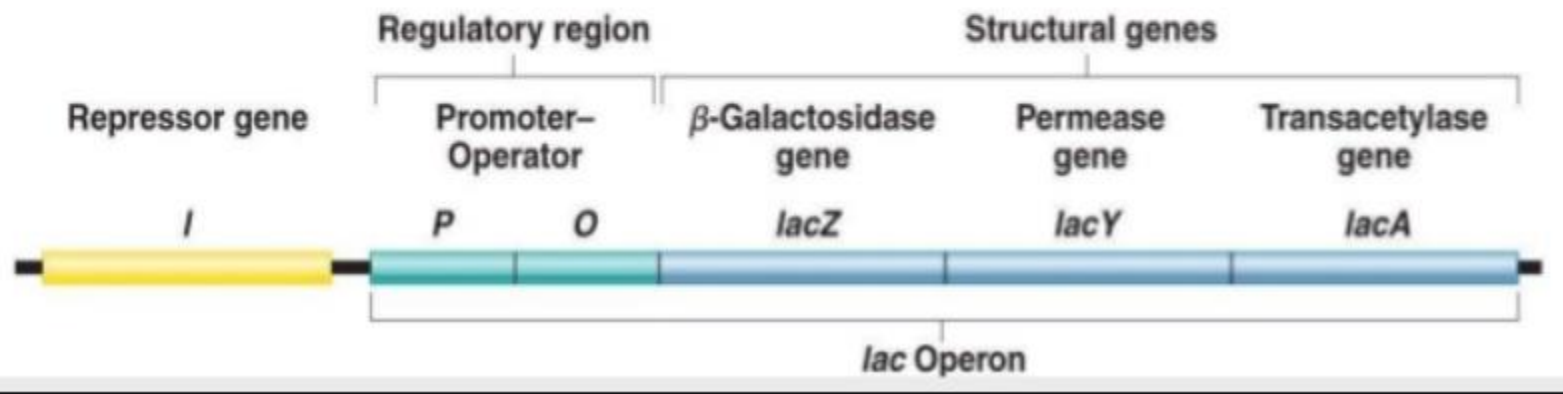 Regulatory region
Structural genes
Repressor gene
Promoter–
Operator
β-Galactosidase
gene
Permease
gene
Transacetylase
gene
I
P
O
lacZ
lacY
lacA
lac Operon